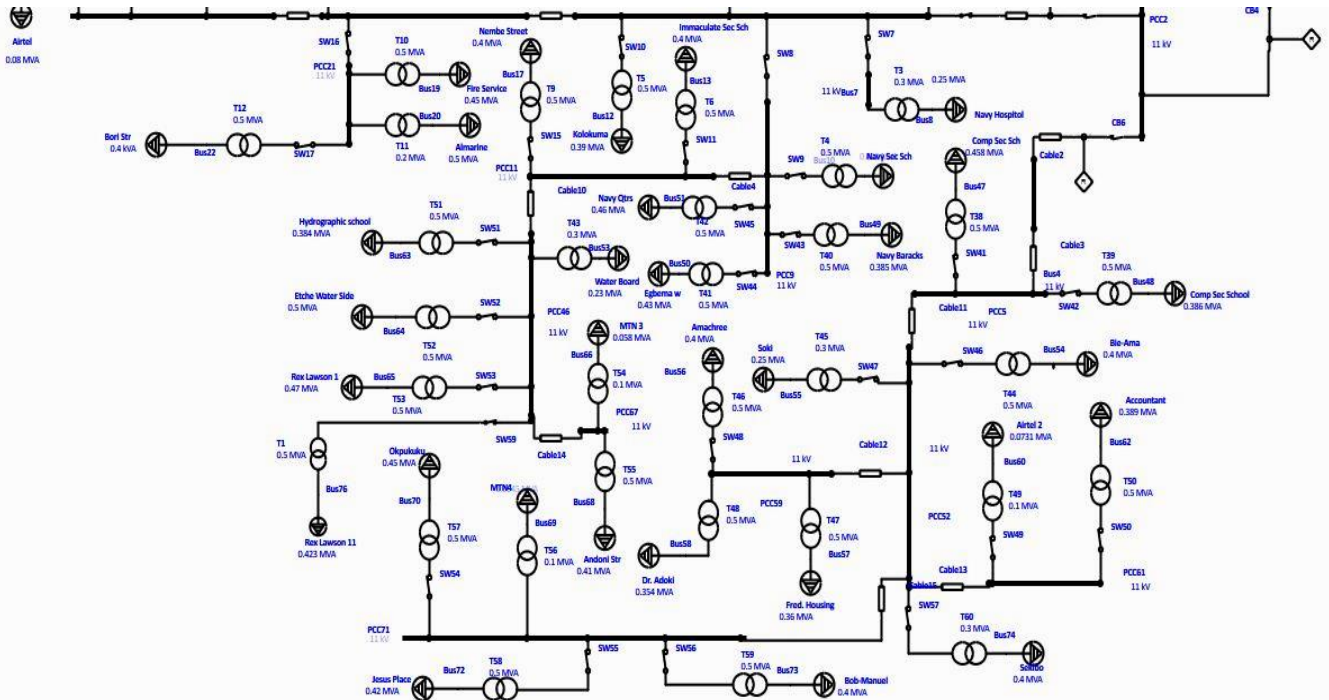 Airtel
0.08 MVA
SW16
PCC21
11 kV
T10
0.5 MVA
Bus19
Fire Service
0.45 MVA
T12
0.5 MVA
Bori Str
0.4 kVA
Bus22
SW17
Bus20
T11
0.2 MVA
Almarine
0.5 MVA
Nembe Street
0.4 MVA
Bus17
T9
0.5 MVA
SW15
PCC11
11 kV
SW10
T5
0.5 MVA
Bus12
Kolokuma
0.39 MVA
Immaculate Sec Sch
0.4 MVA
Bus13
T6
0.5 MVA
SW11
SW8
SW7
T3
0.3 MVA
0.25 MVA
11 kV
Bus7
Bus8
Navy Hospitol
PCC2
11 kV
CB4
CB6
Cable2
T4
0.5 MVA
Bus10
SW9
Navy Sec Sch
Cable4
Comp Sec Sch
0.458 MVA
Bus47
T38
0.5 MVA
SW41
Cable10
Navy Qtrs
0.46 MVA
Bus51
T42
0.5 MVA
SW45
SW43
Bus49
T40
0.5 MVA
Navy Baracks
0.385 MVA
Bus50
Egbema w
0.43 MVA
T41
0.5 MVA
SW44
PCC9
11 kV
Hydrographic school
0.384 MVA
T51
0.5 MVA
SW51
Bus63
T43
0.3 MVA
Bus53
Water Board
0.23 MVA
Cable3
Bus4
11 kV
T39
0.5 MVA
Bus48
SW42
Comp Sec School
0.386 MVA
Cable11
PCC5
11 kV
Etche Water Side
0.5 MVA
SW52
Bus64
T52
0.5 MVA
PCC46
11 kV
MTN 3
0.058 MVA
Bus66
T54
0.1 MVA
Amachree
0.4 MVA
Bus56
T46
0.5 MVA
SW48
T45
0.3 MVA
Soki
0.25 MVA
SW47
Bus55
SW46
Bus54
Ble-Ama
0.4 MVA
T44
0.5 MVA
Rex Lawson 1
0.47 MVA
Bus65
SW53
T53
0.5 MVA
PCC67
11 kV
T1
0.5 MVA
SW59
Cable14
Accountant
0.389 MVA
Bus62
Airtel 2
0.0731 MVA
Bus60
Cable12
11 kV
11 kV
Okpukuku
0.45 MVA
Bus70
Bus76
MTN4
Bus69
T55
0.5 MVA
Bus68
T48
0.5 MVA
PCC59
T47
0.5 MVA
Bus57
T49
0.1 MVA
T50
0.5 MVA
PCC52
SW49
SW50
Rex Lawson 11
0.423 MVA
T57
0.5 MVA
SW54
T56
0.1 MVA
Andoni Str
0.41 MVA
Bus58
Dr. Adoki
0.354 MVA
Fred. Housing
0.36 MVA
Cable13
Cable15
SW57
PCC61
11 kV
T60
0.3 MVA
Bus74
Sekibo
0.4 MVA
PCC71
11 kV
SW55
SW56
Bus72
T58
0.5 MVA
Jesus Place
0.42 MVA
T59
0.5 MVA
Bus73
Bob-Manuel
0.4 MVA